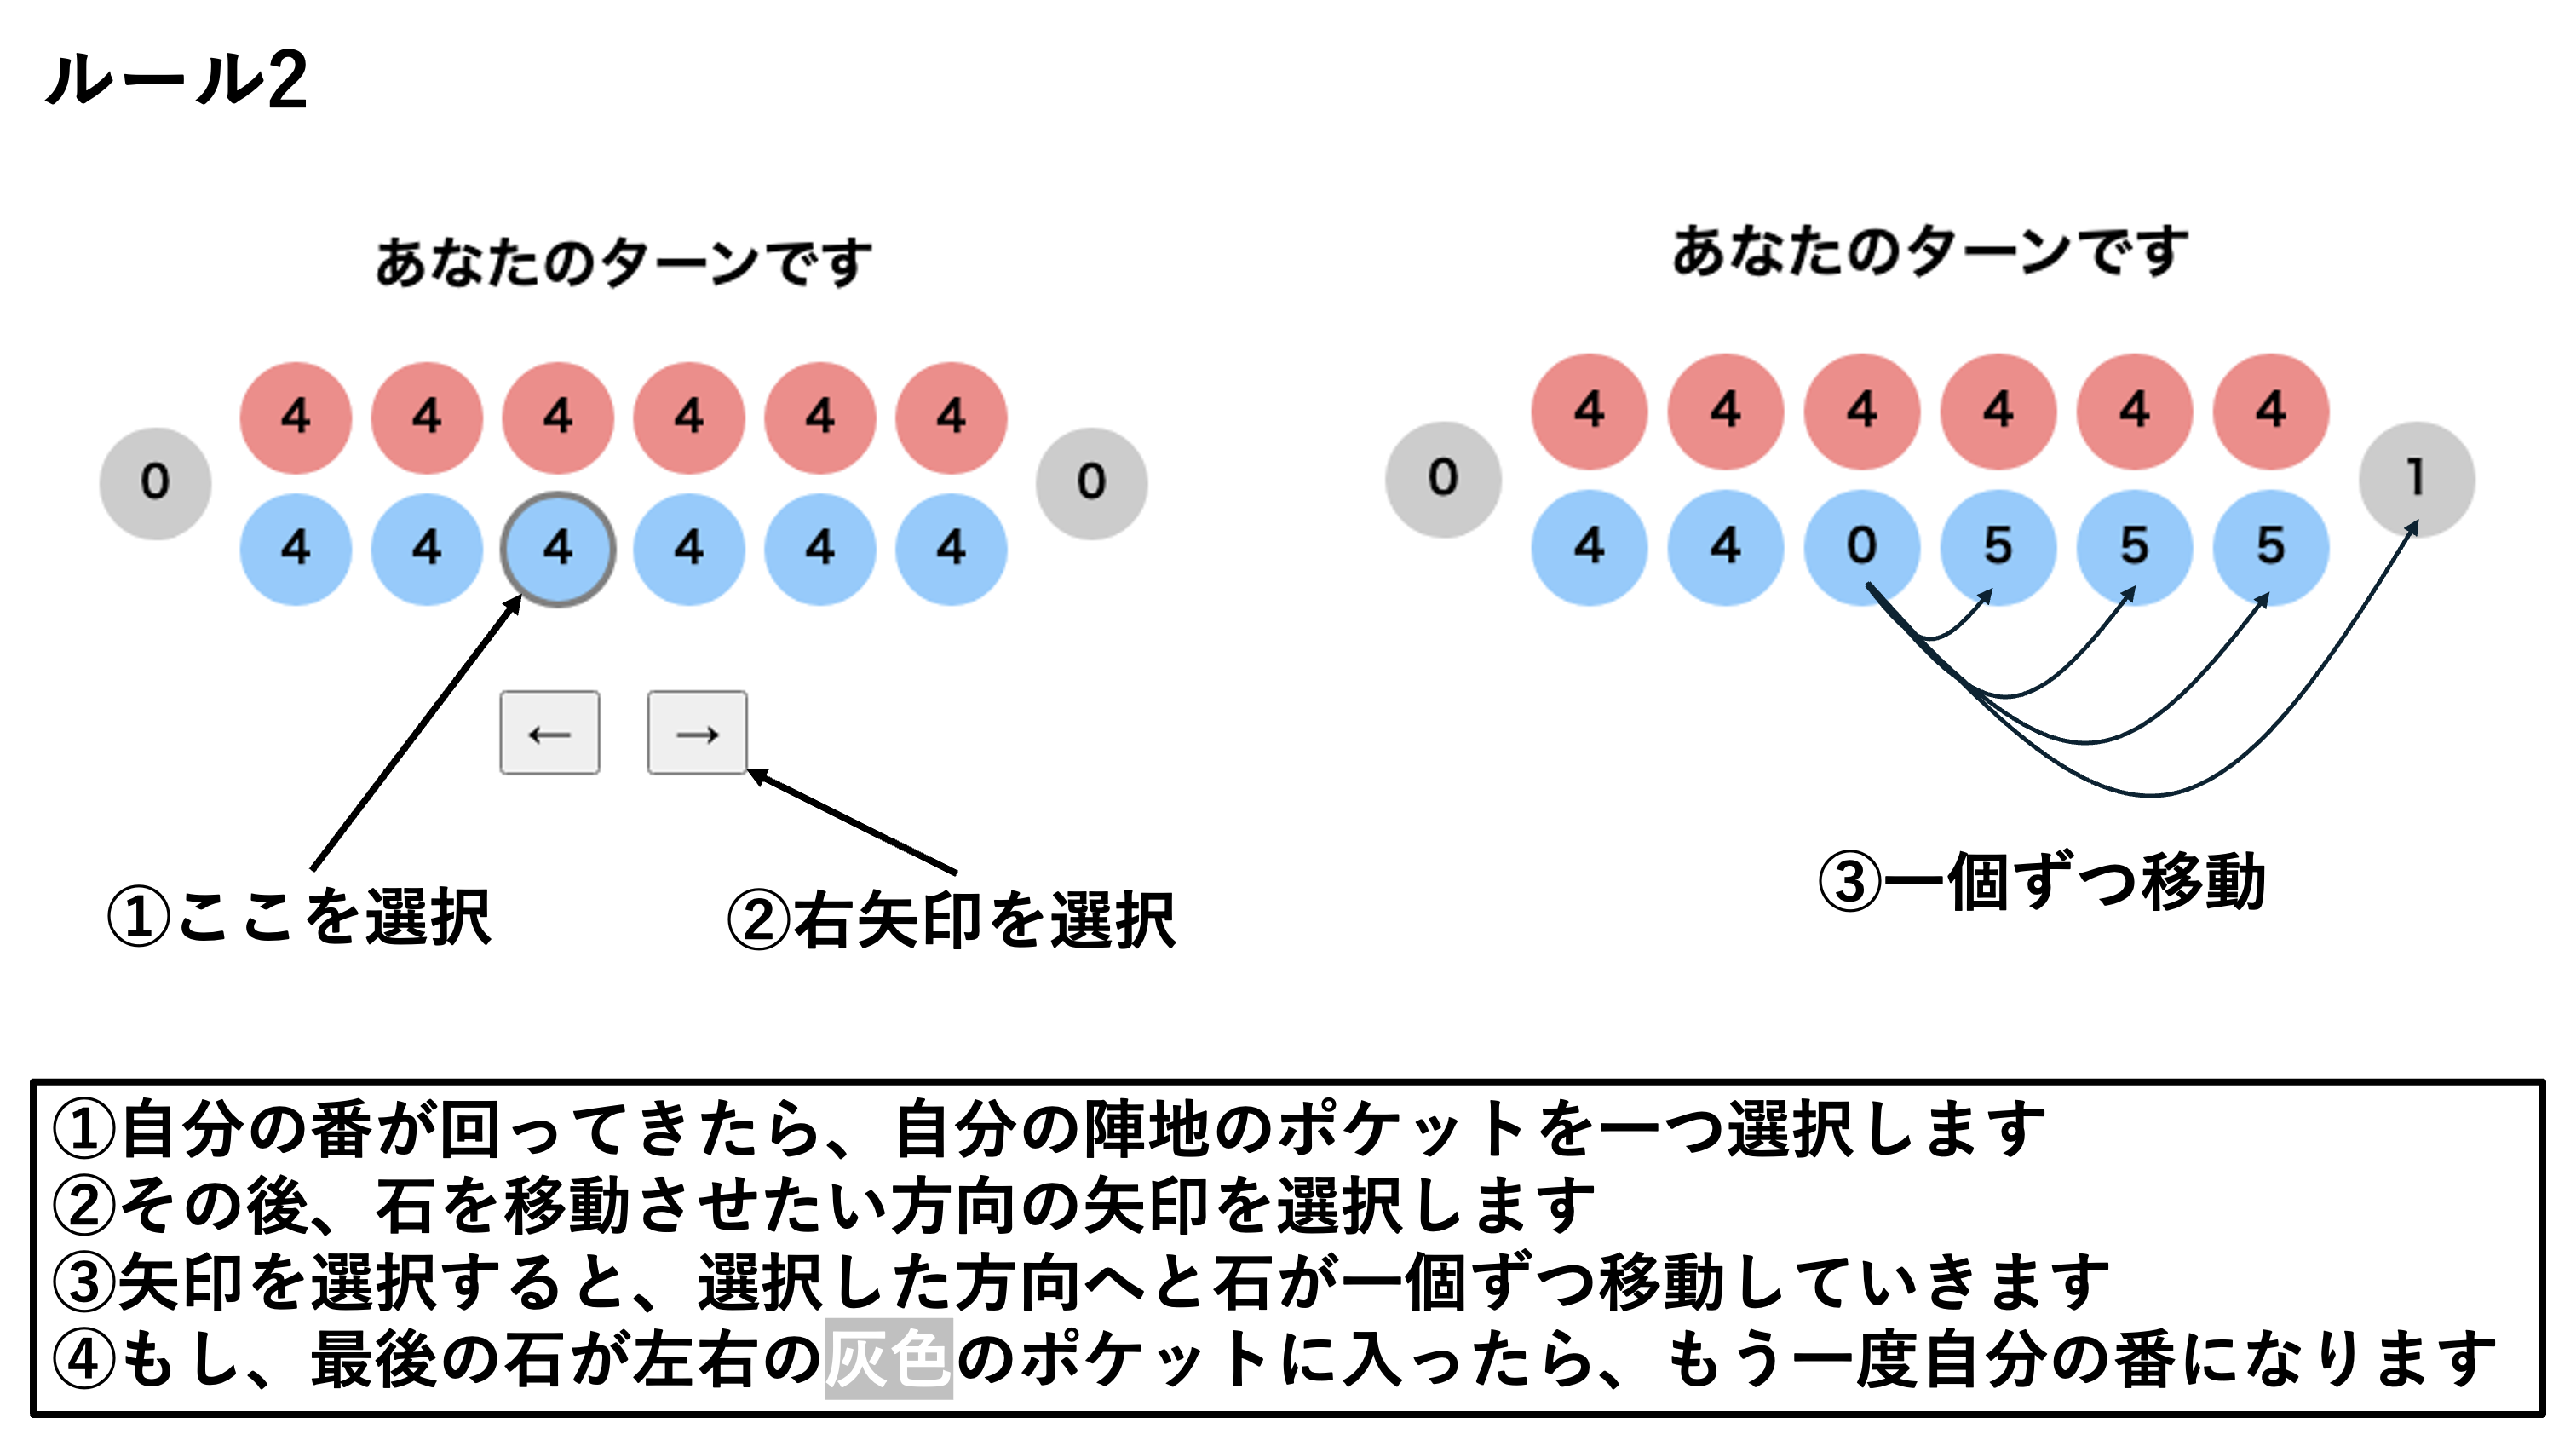 ルール2
あなたのターンです
4 4 4 4 4 4
0 0
4 4 4 4 4 4
← →
①ここを選択
②右矢印を選択
あなたのターンです
4 4 4 4 4 4
0 1
4 4 0 5 5 5
③一個ずつ移動
①自分の番が回ってきたら、自分の陣地のポケットを一つ選択します
②その後、石を移動させたい方向の矢印を選択します
③矢印を選択すると、選択した方向へと石が一個ずつ移動していきます
④もし、最後の石が左右の灰色のポケットに入ったら、もう一度自分の番になります